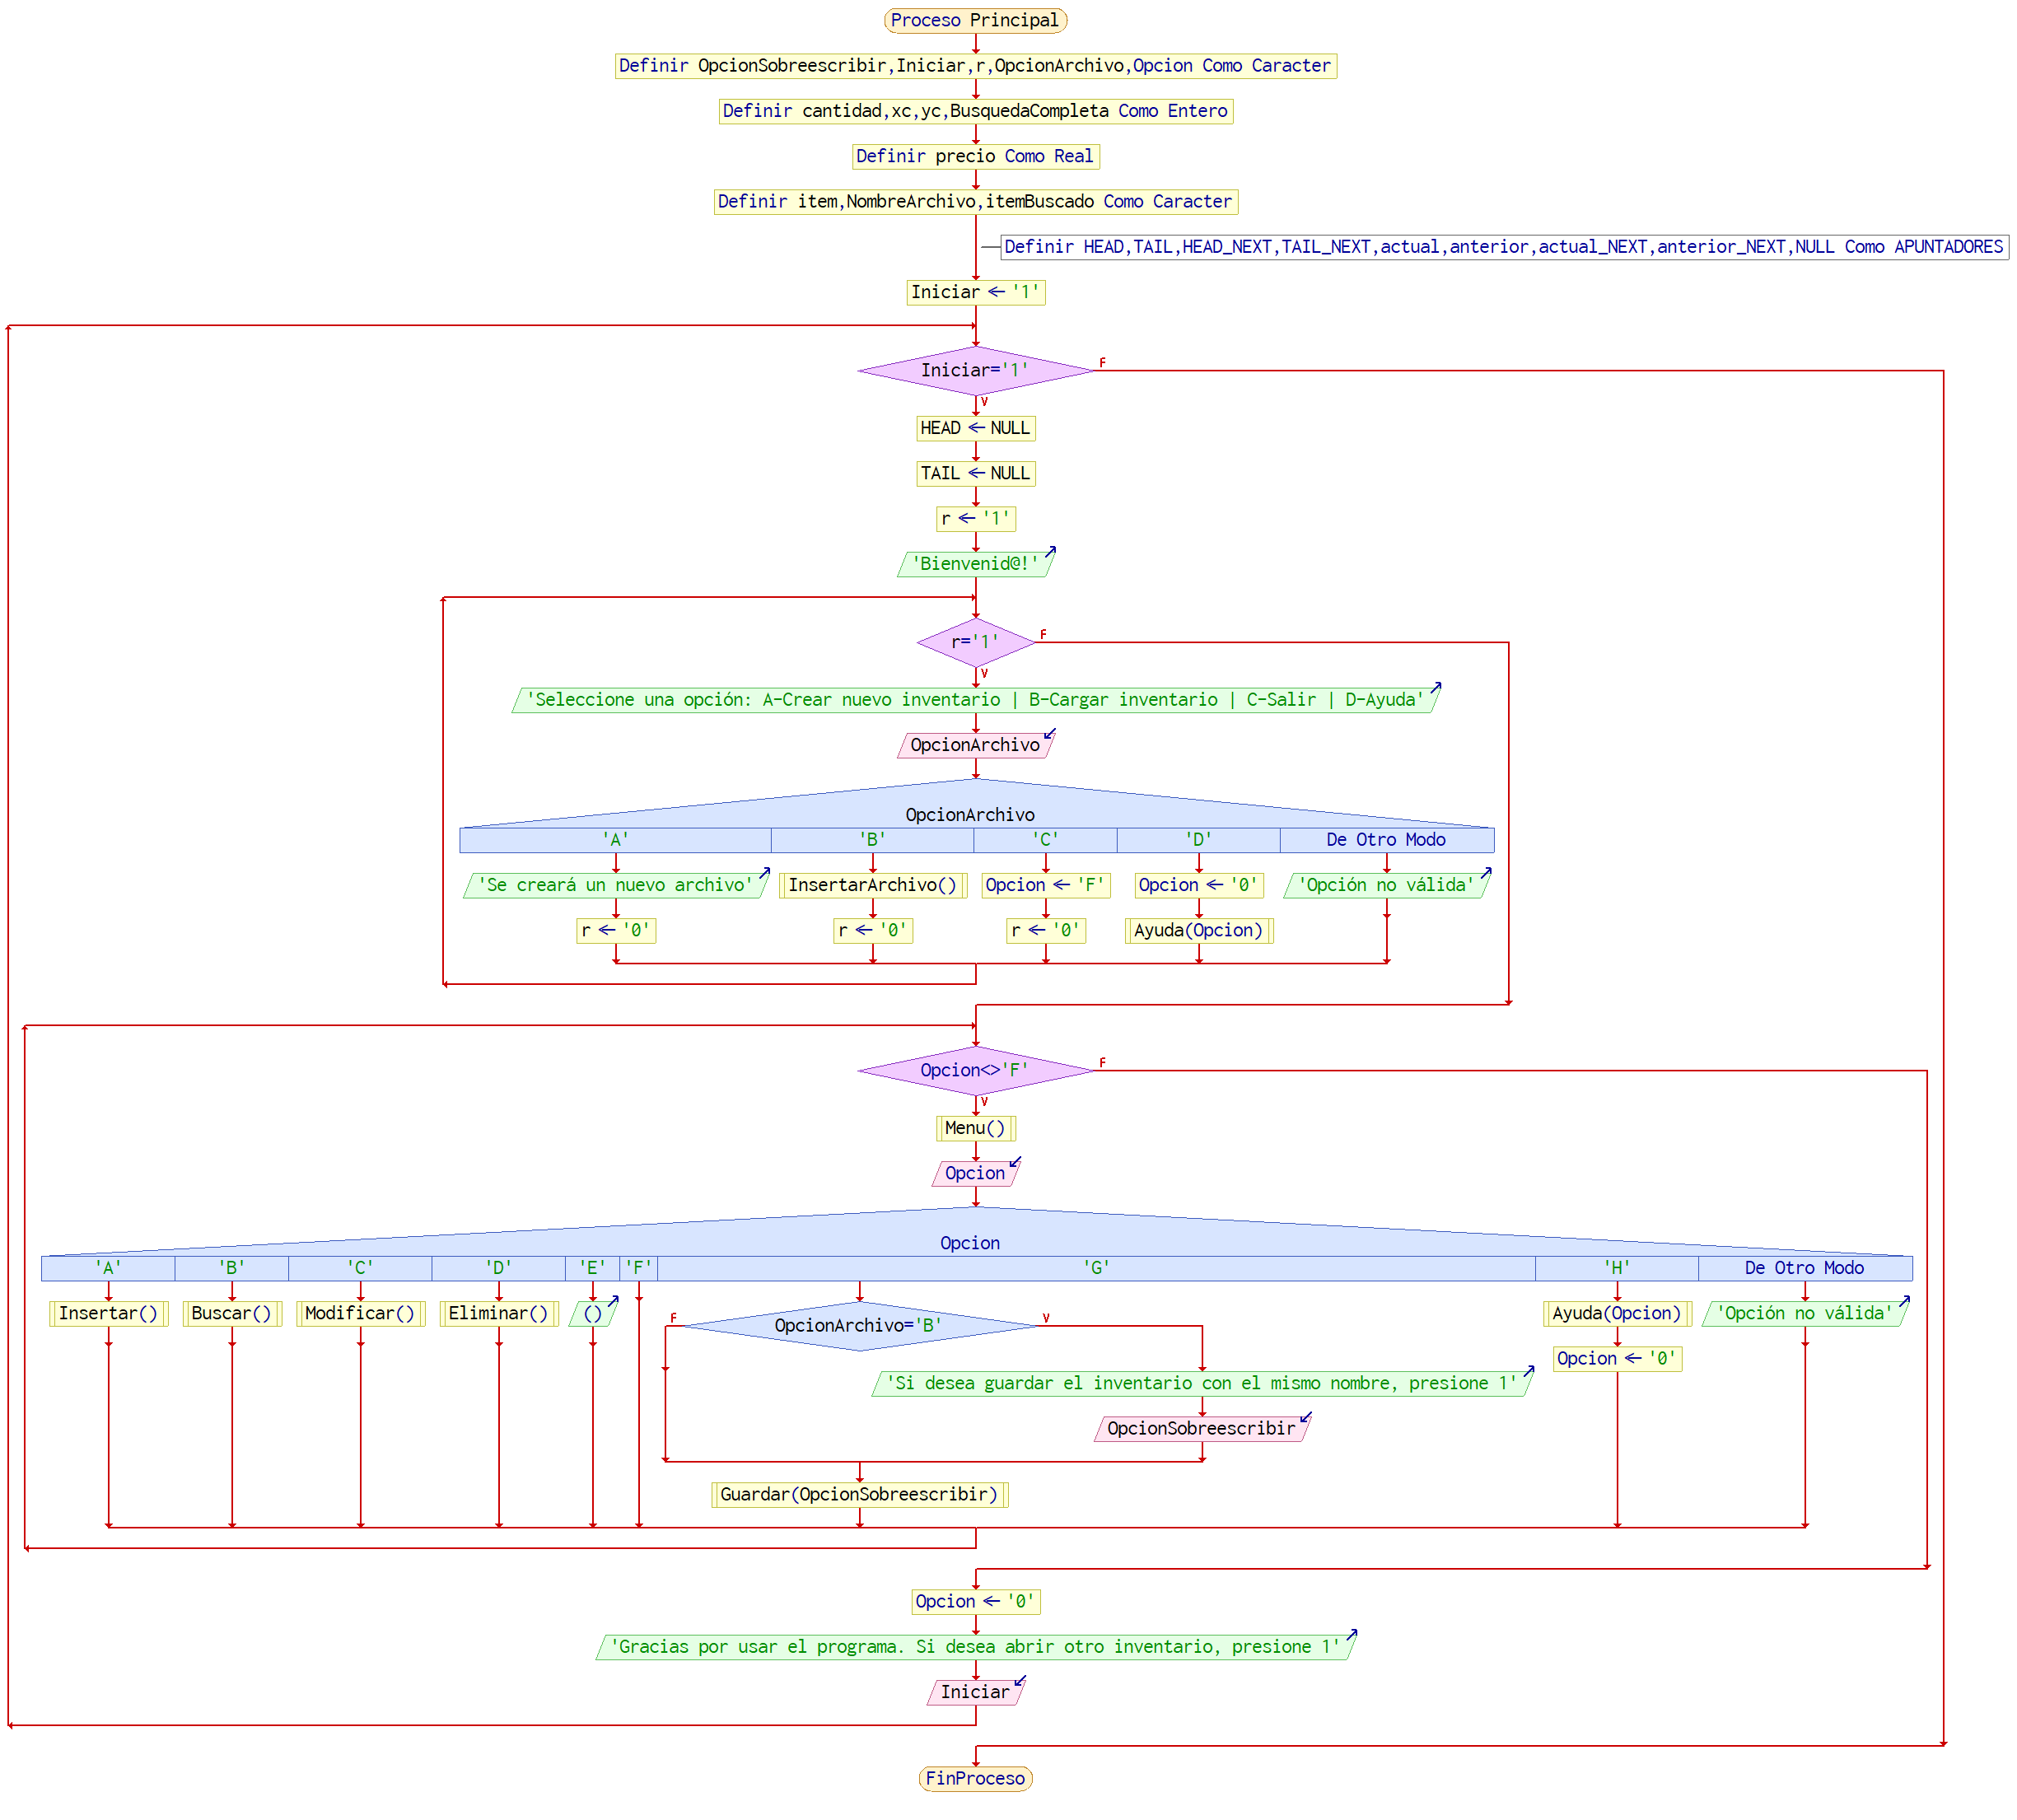 Proceso Principal
Definir OpcionSobreescribir,Iniciar,r,OpcionArchivo,Opcion Como Caracter
Definir cantidad,xc,yc,BusquedaCompleta Como Entero
Definir precio Como Real
Definir item,NombreArchivo,itemBuscado Como Caracter
Definir HEAD,TAIL,HEAD_NEXT,TAIL_NEXT,actual,anterior,actual_NEXT,anterior_NEXT,NULL Como APUNTADORES
Iniciar ← '1'
Iniciar='1'
F
V
HEAD ← NULL
TAIL ← NULL
r ← '1'
'Bienvenid@!'
r='1'
F
V
'Seleccione una opción: A-Crear nuevo inventario | B-Cargar inventario | C-Salir | D-Ayuda'
OpcionArchivo
OpcionArchivo
'A' 'B' 'C' 'D' De Otro Modo
'Se creará un nuevo archivo' InsertarArchivo() Opcion ← 'F' Opcion ← '0' 'Opción no válida'
r ← '0' r ← '0' r ← '0' Ayuda(Opcion)
Opcion<>'F'
F
V
Menu()
Opcion
Opcion
'A' 'B' 'C' 'D' 'E' 'F' 'G' 'H' De Otro Modo
Insertar() Buscar() Modificar() Eliminar() () F OpcionArchivo='B' V Ayuda(Opcion) 'Opción no válida'
Opcion ← '0'
'Si desea guardar el inventario con el mismo nombre, presione 1'
OpcionSobreescribir
Guardar(OpcionSobreescribir)
Opcion ← '0'
'Gracias por usar el programa. Si desea abrir otro inventario, presione 1'
Iniciar
FinProceso